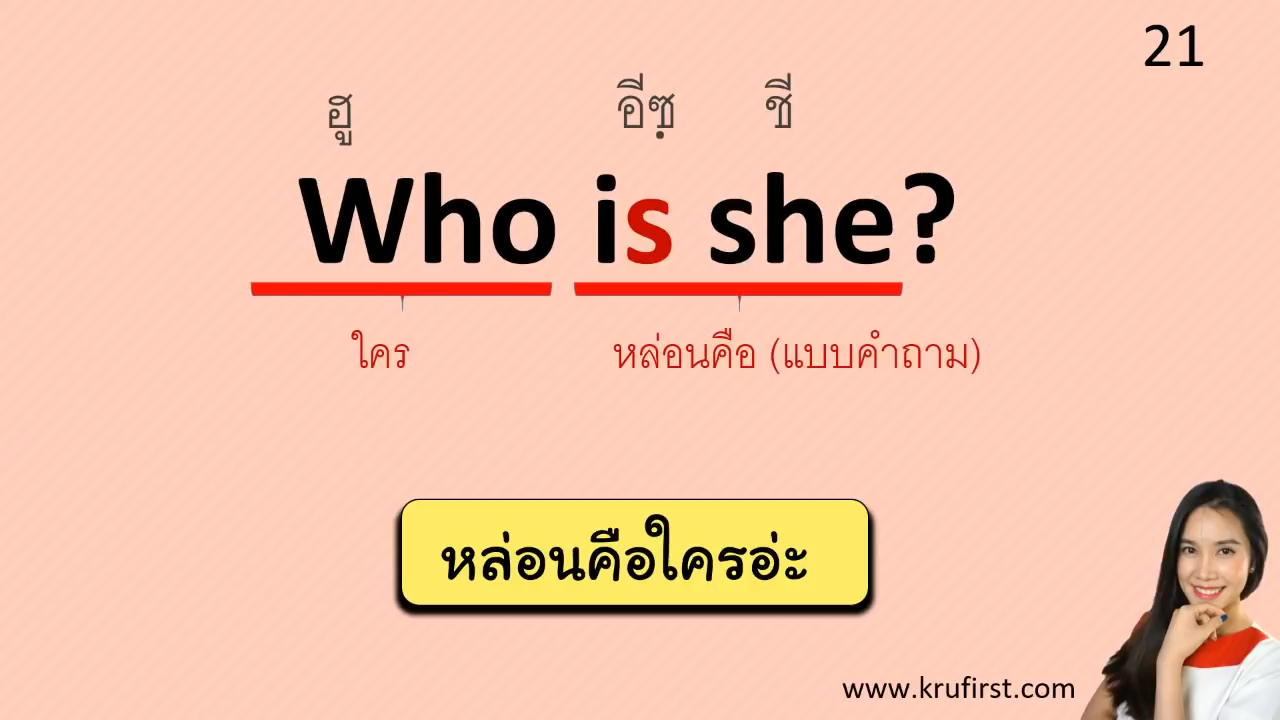 21
ฮู อีซฺ ชี
Who is she?
ใคร หล่อนคือ (แบบคำถาม)
หล่อนคือใครอ่ะ
www.krufirst.com